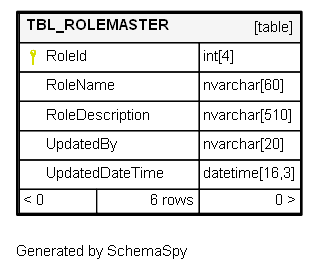 TBL_ROLEMASTER [table]
RoleId int[4]
RoleName nvarchar[60]
RoleDescription nvarchar[510]
UpdatedBy nvarchar[20]
UpdatedDateTime datetime[16,3]
< 0 6 rows 0 >
Generated by SchemaSpy